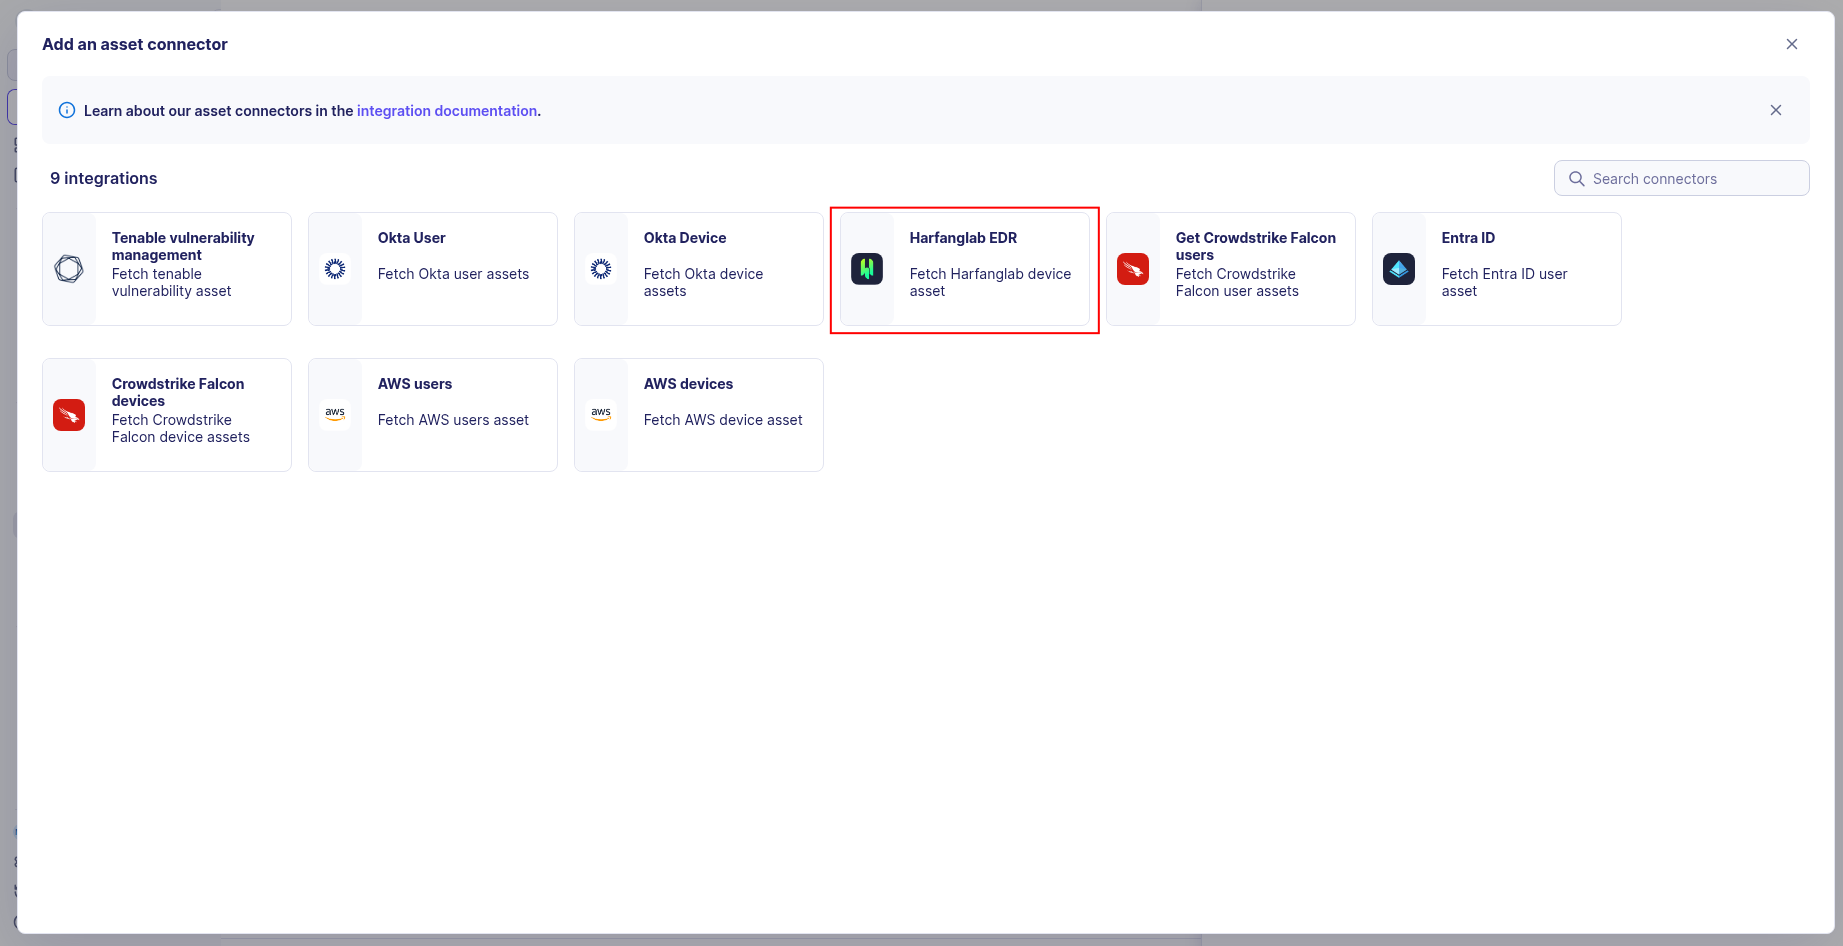 Add an asset connector
Learn about our asset connectors in the integration documentation.
9 integrations
Search connectors
Tenable vulnerability
management
Fetch tenable
vulnerability asset
Okta User
Fetch Okta user assets
Okta Device
Fetch Okta device
assets
Harfanglab EDR
Fetch Harfanglab device
asset
Get Crowdstrike Falcon
users
Fetch Crowdstrike
Falcon user assets
Entra ID
Fetch Entra ID user
asset
Crowdstrike Falcon
devices
Fetch Crowdstrike
Falcon device assets
aws
AWS users
Fetch AWS users asset
aws
AWS devices
Fetch AWS device asset